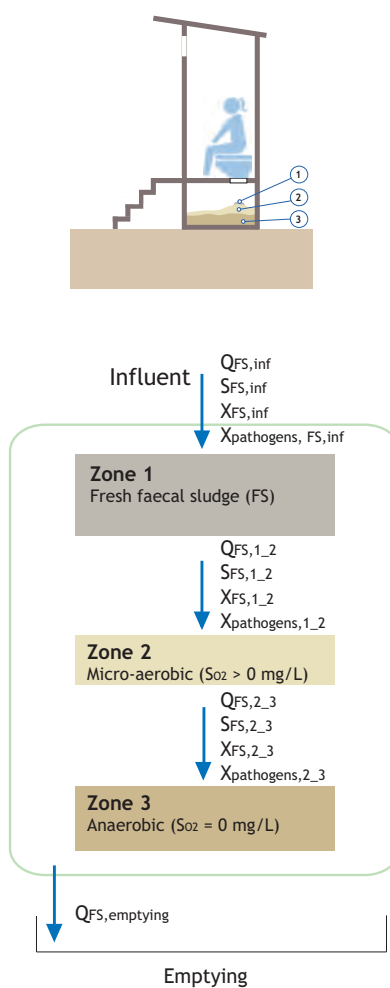 1
2
3
Influent
QFS,inf
SFS,inf
XFS,inf
Xpathogens, FS,inf
Zone 1
Fresh faecal sludge (FS)
QFS,1_2
SFS,1_2
XFS,1_2
Xpathogens,1_2
Zone 2
Micro-aerobic (SO2 > 0 mg/L)
QFS,2_3
SFS,2_3
XFS,2_3
Xpathogens,2_3
Zone 3
Anaerobic (SO2 = 0 mg/L)
QFS,emptying
Emptying